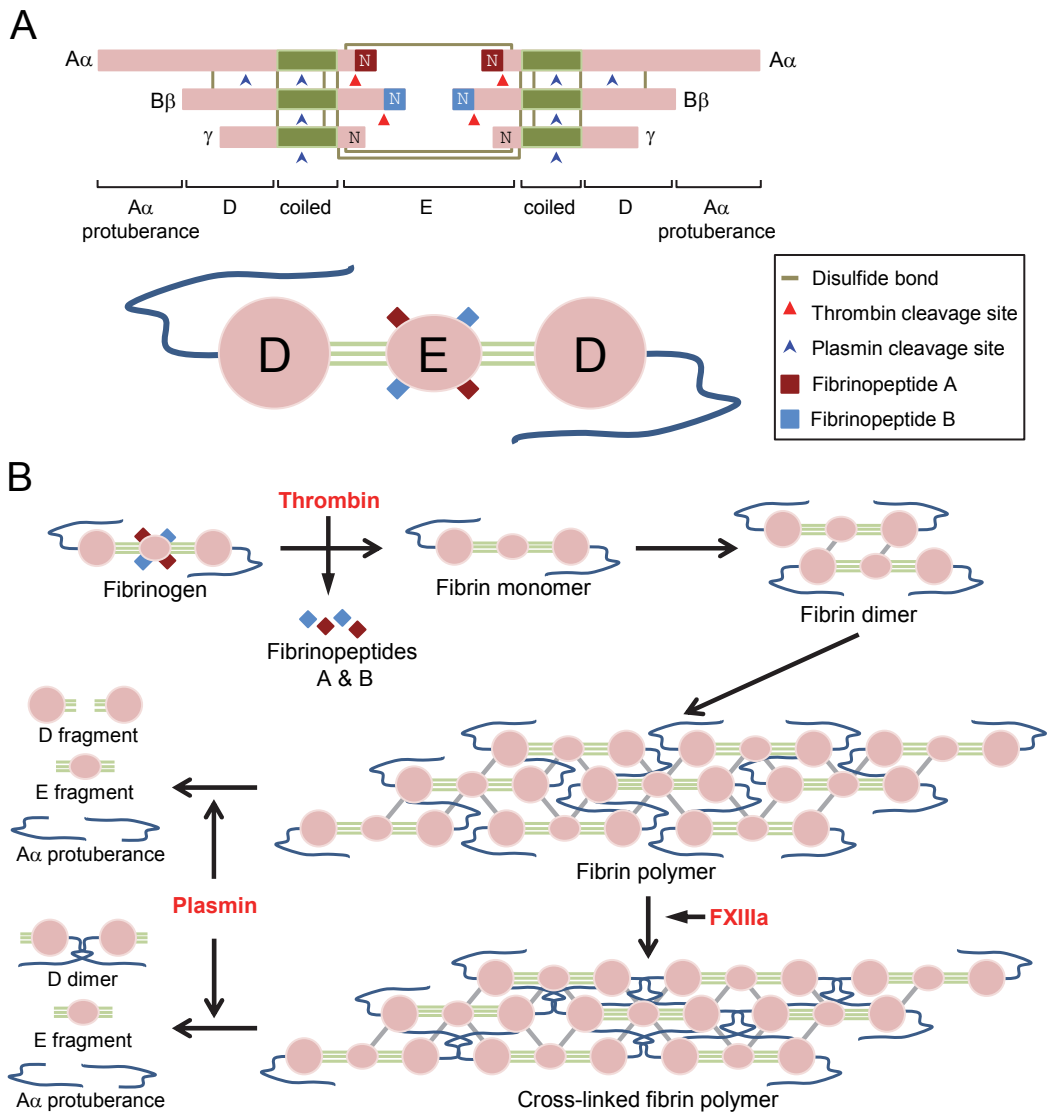 A
Aα
N
N
Aα
Bβ
N
N
Bβ
γ
N
N
γ
Aα
protuberance
D
coiled
E
coiled
D
Aα
protuberance
D
E
D
Disulfide bond
Thrombin cleavage site
Plasmin cleavage site
Fibrinopeptide A
Fibrinopeptide B
B
Thrombin
Fibrinogen
Fibrin monomer
Fibrin dimer
Fibrinopeptides
A & B
D fragment
E fragment
Aα protuberance
Fibrin polymer
Plasmin
FXIIIa
D dimer
E fragment
Aα protuberance
Cross-linked fibrin polymer